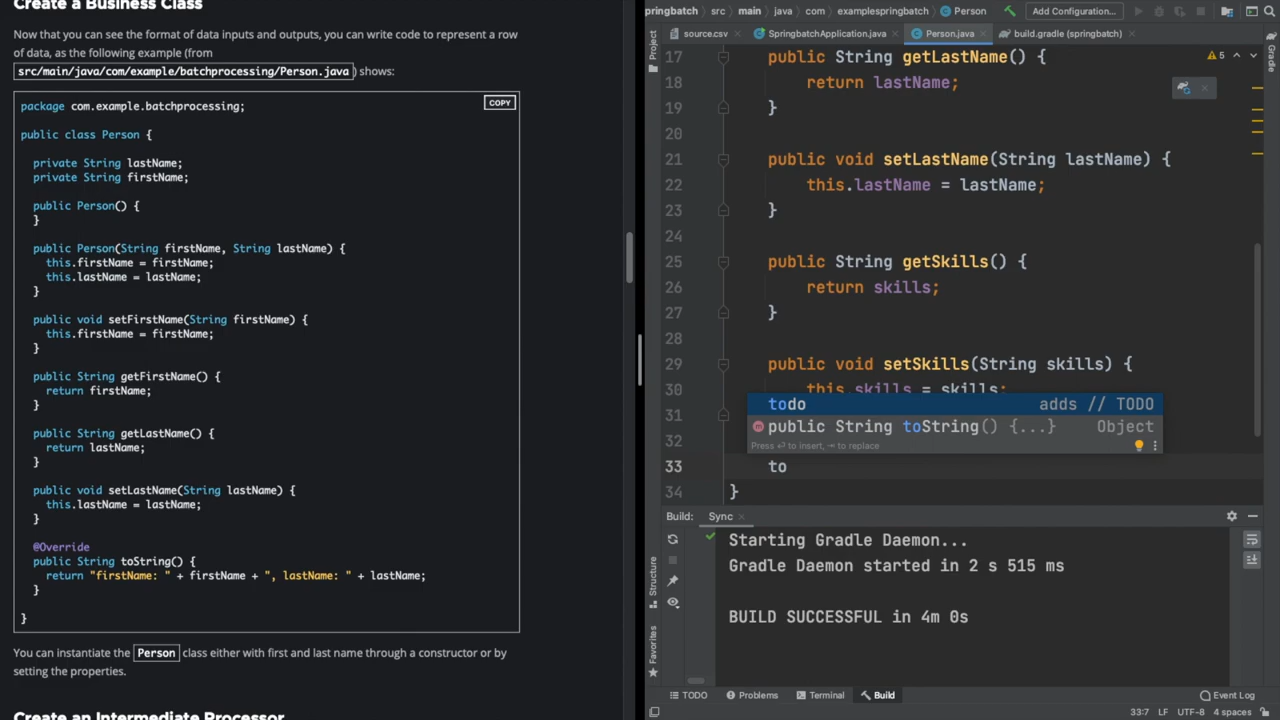 Create a Business Class
Now that you can see the format of data inputs and outputs, you can write code to represent a row
of data, as the following example (from
src/main/java/com/example/batchprocessing/Person.java ) shows:
COPY
package com.example.batchprocessing;
public class Person {
private String lastName;
private String firstName;
public Person() {
}
public Person(String firstName, String lastName) {
this.firstName = firstName;
this.lastName = lastName;
}
public void setFirstName(String firstName) {
this.firstName = firstName;
}
public String getFirstName() {
return firstName;
}
public String getLastName() {
return lastName;
}
public void setLastName(String lastName) {
this.lastName = lastName;
}
@Override
public String toString() {
return "firstName: " + firstName + ", lastName: " + lastName;
}
}
You can instantiate the Person class either with first and last name through a constructor or by
setting the properties.
Create an Intermediate Processor
springbatch src main java com examplespringbatch Person Add Configuration...
source.csv SpringbatchApplication.java Person.java build.gradle (springbatch)
Project
Gradle
5
17 public String getLastName() {
18 return lastName;
19 }
20
21 public void setLastName(String lastName) {
22 this.lastName = lastName;
23 }
24
25 public String getSkills() {
26 return skills;
27 }
28
29 public void setSkills(String skills) {
30 this.skills = skills;
31
32
33 to
34 }
todo adds // TODO
m public String toString() {...} Object
Press ↩ to insert, ⇥ to replace
Build: Sync
Starting Gradle Daemon...
Gradle Daemon started in 2 s 515 ms
BUILD SUCCESSFUL in 4m 0s
Structure
Favorites
TODO Problems Terminal Build Event Log
33:7 LF UTF-8 4 spaces